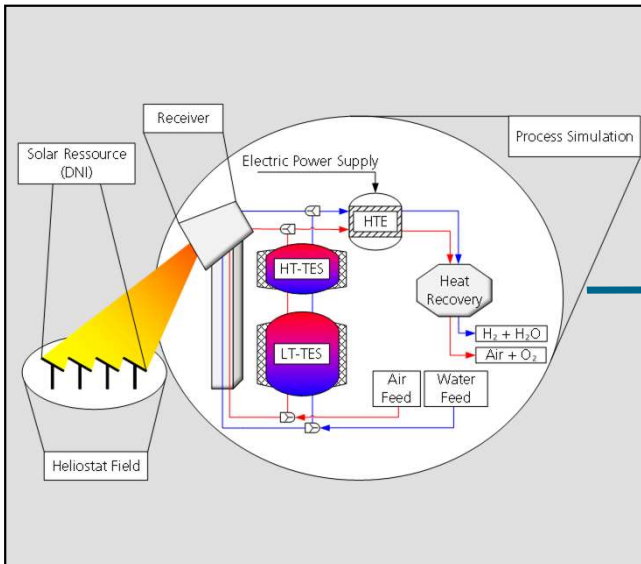 Receiver
Process Simulation
Solar Ressource
(DNI)
Electric Power Supply
HTE
HT-TES
Heat
Recovery
LT-TES
H₂ + H₂O
Air + O₂
Air
Feed
Water
Feed
Heliostat Field